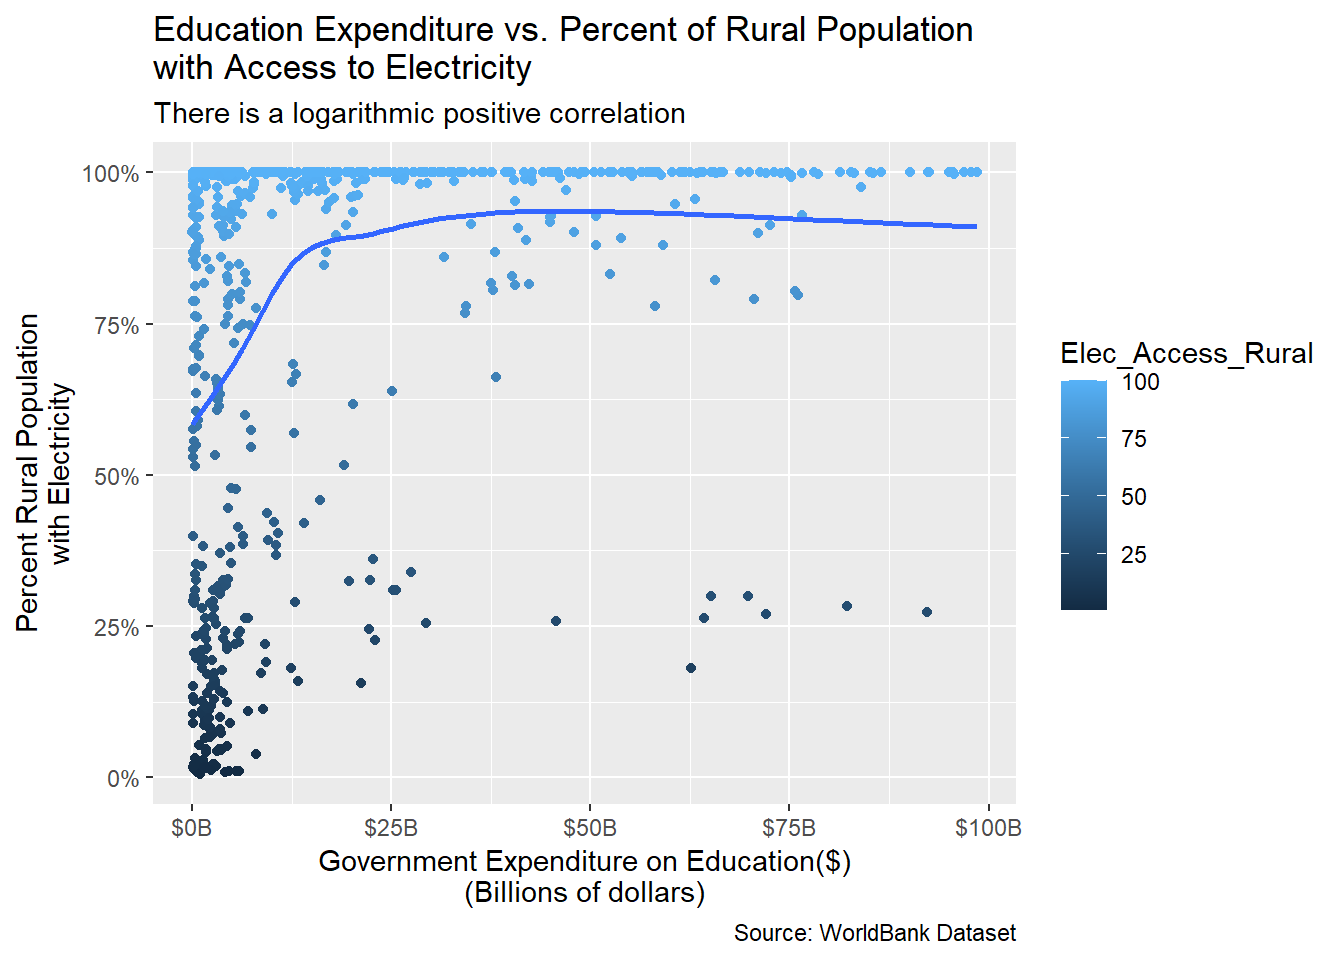 Education Expenditure vs. Percent of Rural Population
with Access to Electricity
There is a logarithmic positive correlation
100%
75%
50%
25%
0%
Percent Rural Population
with Electricity
$0B
$25B
$50B
$75B
$100B
Government Expenditure on Education($)
(Billions of dollars)
Elec_Access_Rural
100
75
50
25
Source: WorldBank Dataset